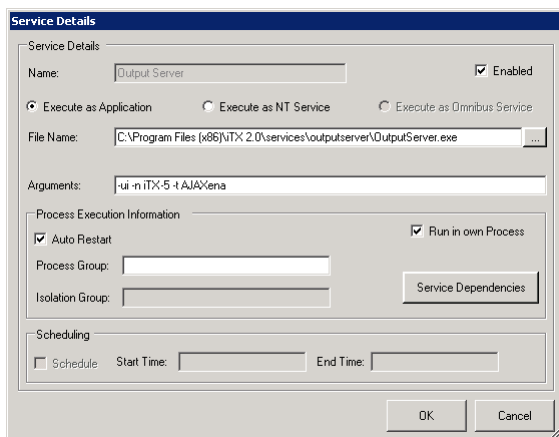 Service Details
Service Details
Name: Output Server Enabled
Execute as Application Execute as NT Service Execute as Omnibus Service
File Name: C:\Program Files (x86)\iTX 2.0\services\outputserver\OutputServer.exe ...
Arguments: -ui -n iTX-5 -t AJAXena
Process Execution Information
Auto Restart Run in own Process
Process Group:
Service Dependencies
Isolation Group:
Scheduling
Schedule Start Time: End Time:
OK Cancel